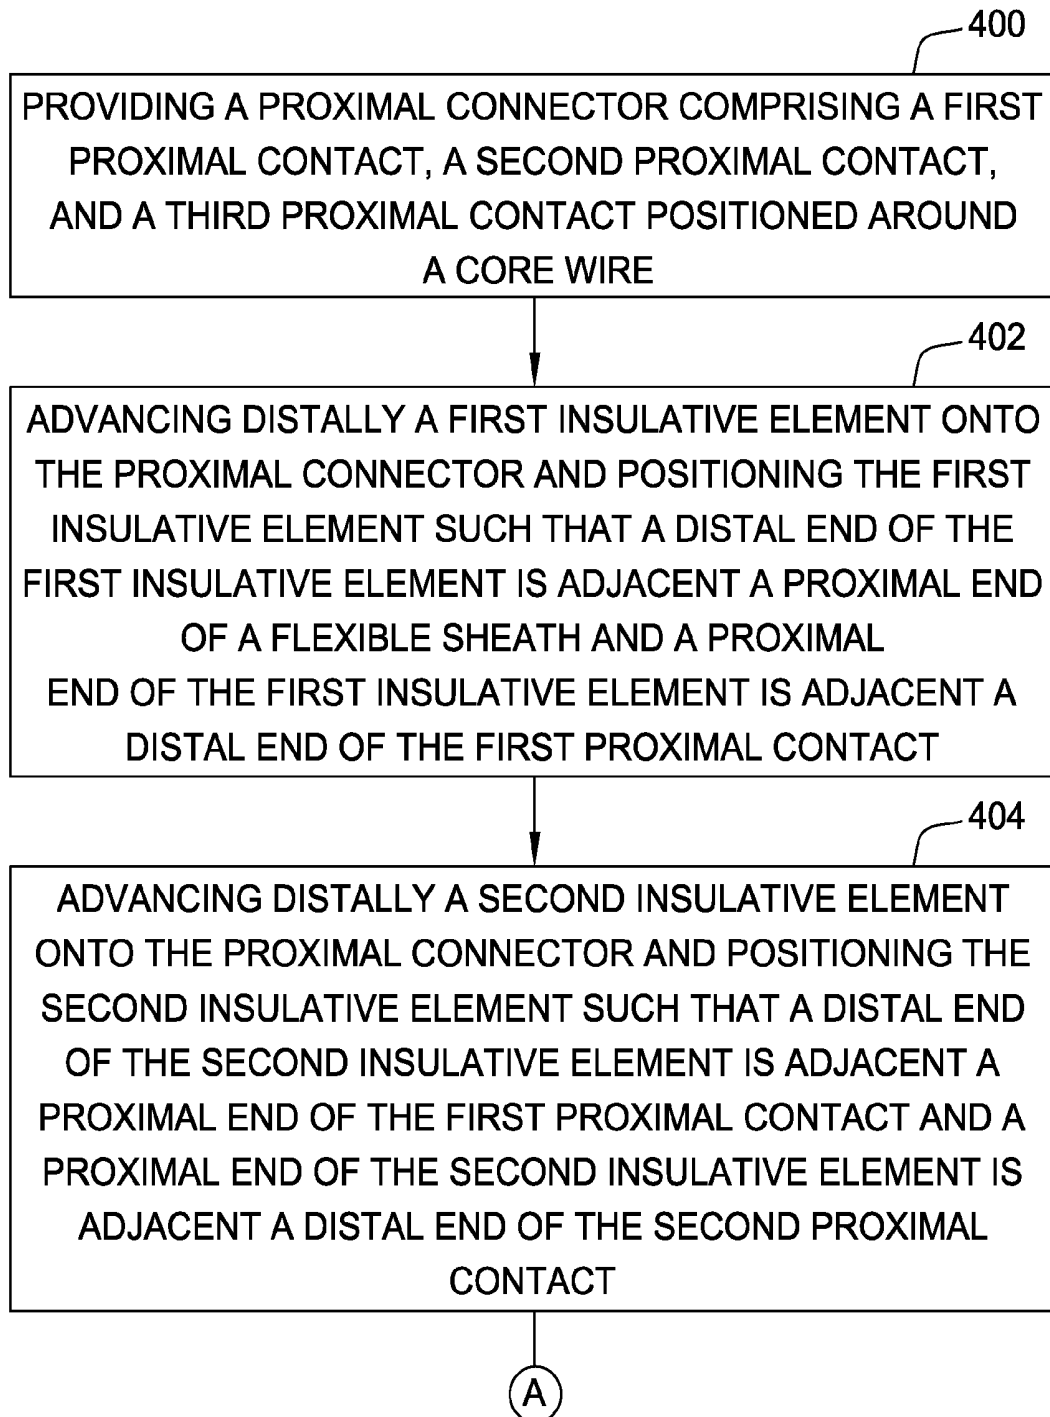 400
PROVIDING A PROXIMAL CONNECTOR COMPRISING A FIRST
PROXIMAL CONTACT, A SECOND PROXIMAL CONTACT,
AND A THIRD PROXIMAL CONTACT POSITIONED AROUND
A CORE WIRE
402
ADVANCING DISTALLY A FIRST INSULATIVE ELEMENT ONTO
THE PROXIMAL CONNECTOR AND POSITIONING THE FIRST
INSULATIVE ELEMENT SUCH THAT A DISTAL END OF THE
FIRST INSULATIVE ELEMENT IS ADJACENT A PROXIMAL END
OF A FLEXIBLE SHEATH AND A PROXIMAL
END OF THE FIRST INSULATIVE ELEMENT IS ADJACENT A
DISTAL END OF THE FIRST PROXIMAL CONTACT
404
ADVANCING DISTALLY A SECOND INSULATIVE ELEMENT
ONTO THE PROXIMAL CONNECTOR AND POSITIONING THE
SECOND INSULATIVE ELEMENT SUCH THAT A DISTAL END
OF THE SECOND INSULATIVE ELEMENT IS ADJACENT A
PROXIMAL END OF THE FIRST PROXIMAL CONTACT AND A
PROXIMAL END OF THE SECOND INSULATIVE ELEMENT IS
ADJACENT A DISTAL END OF THE SECOND PROXIMAL
CONTACT
A